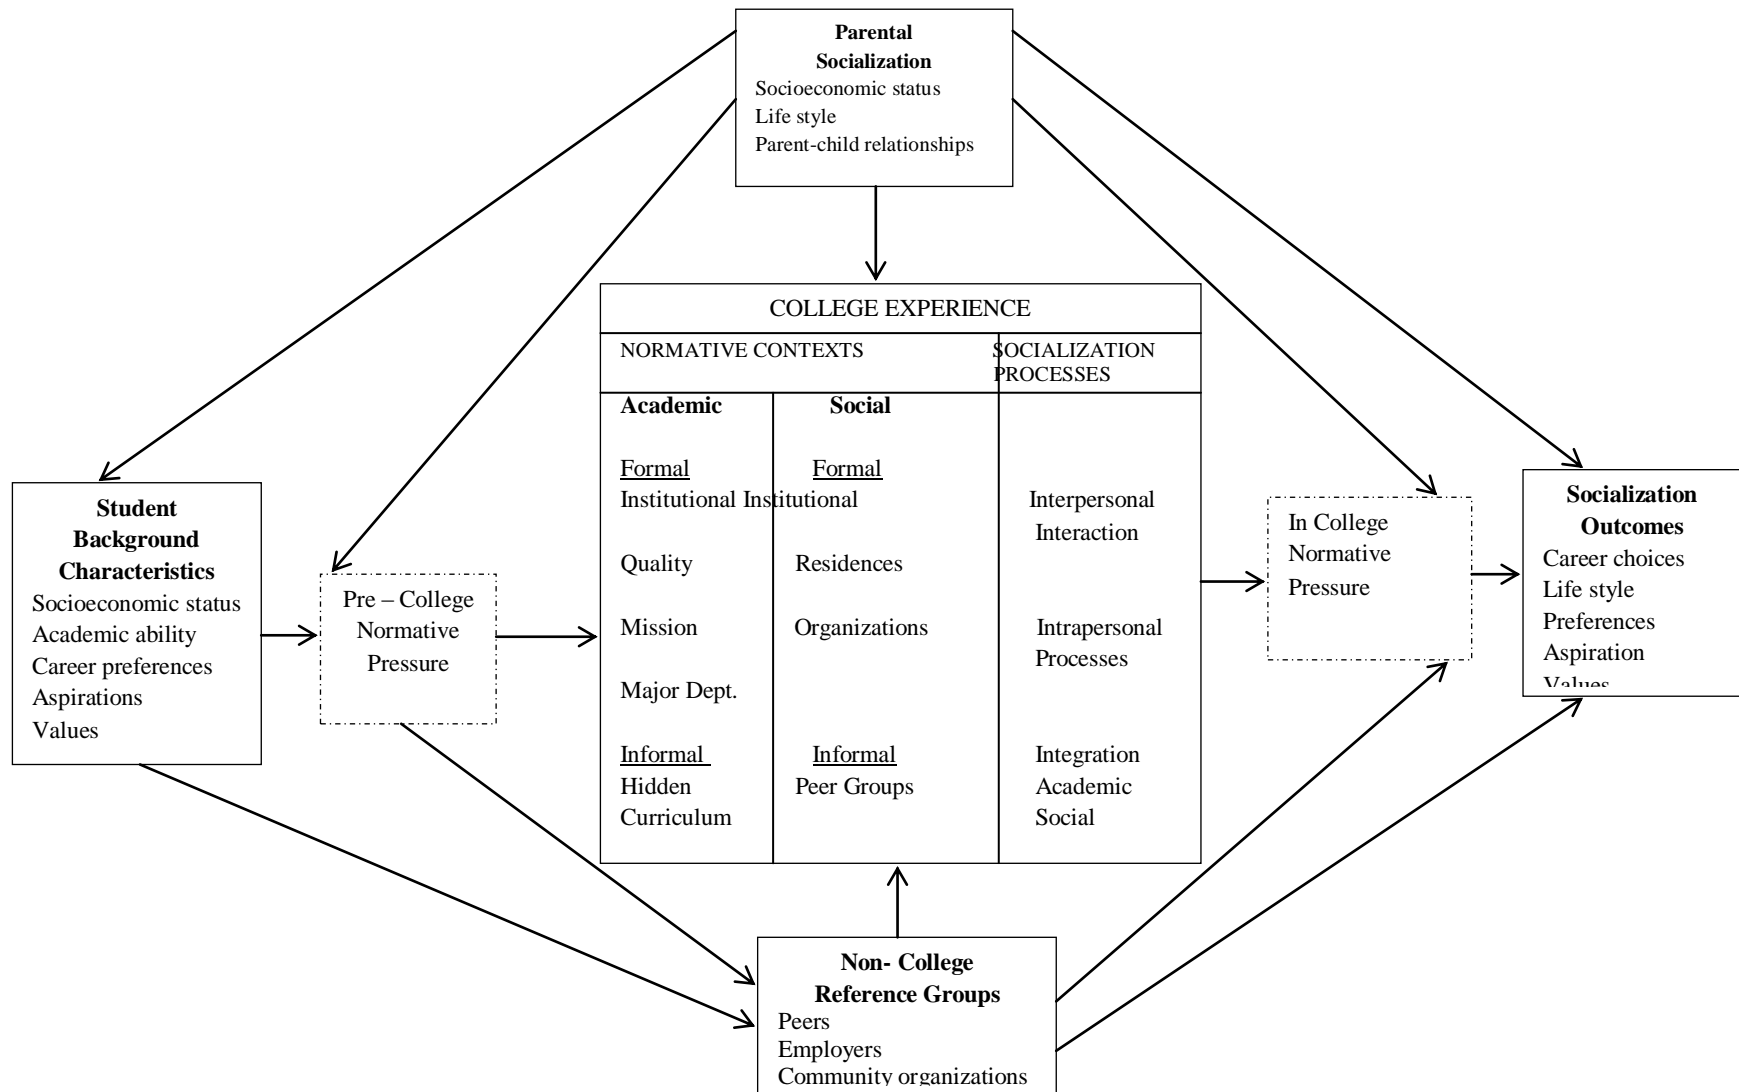 Parental
Socialization
Socioeconomic status
Life style
Parent-child relationships
COLLEGE EXPERIENCE
NORMATIVE CONTEXTS
SOCIALIZATION
PROCESSES
Academic
Social
Formal
Formal
Institutional Institutional
Quality
Residences
Mission
Organizations
Major Dept.
Informal
Informal
Hidden
Peer Groups
Curriculum
Interpersonal
Interaction
Intrapersonal
Processes
Integration
Academic
Social
Student
Background
Characteristics
Socioeconomic status
Academic ability
Career preferences
Aspirations
Values
Pre – College
Normative
Pressure
In College
Normative
Pressure
Socialization
Outcomes
Career choices
Life style
Preferences
Aspiration
Values
Non- College
Reference Groups
Peers
Employers
Community organizations